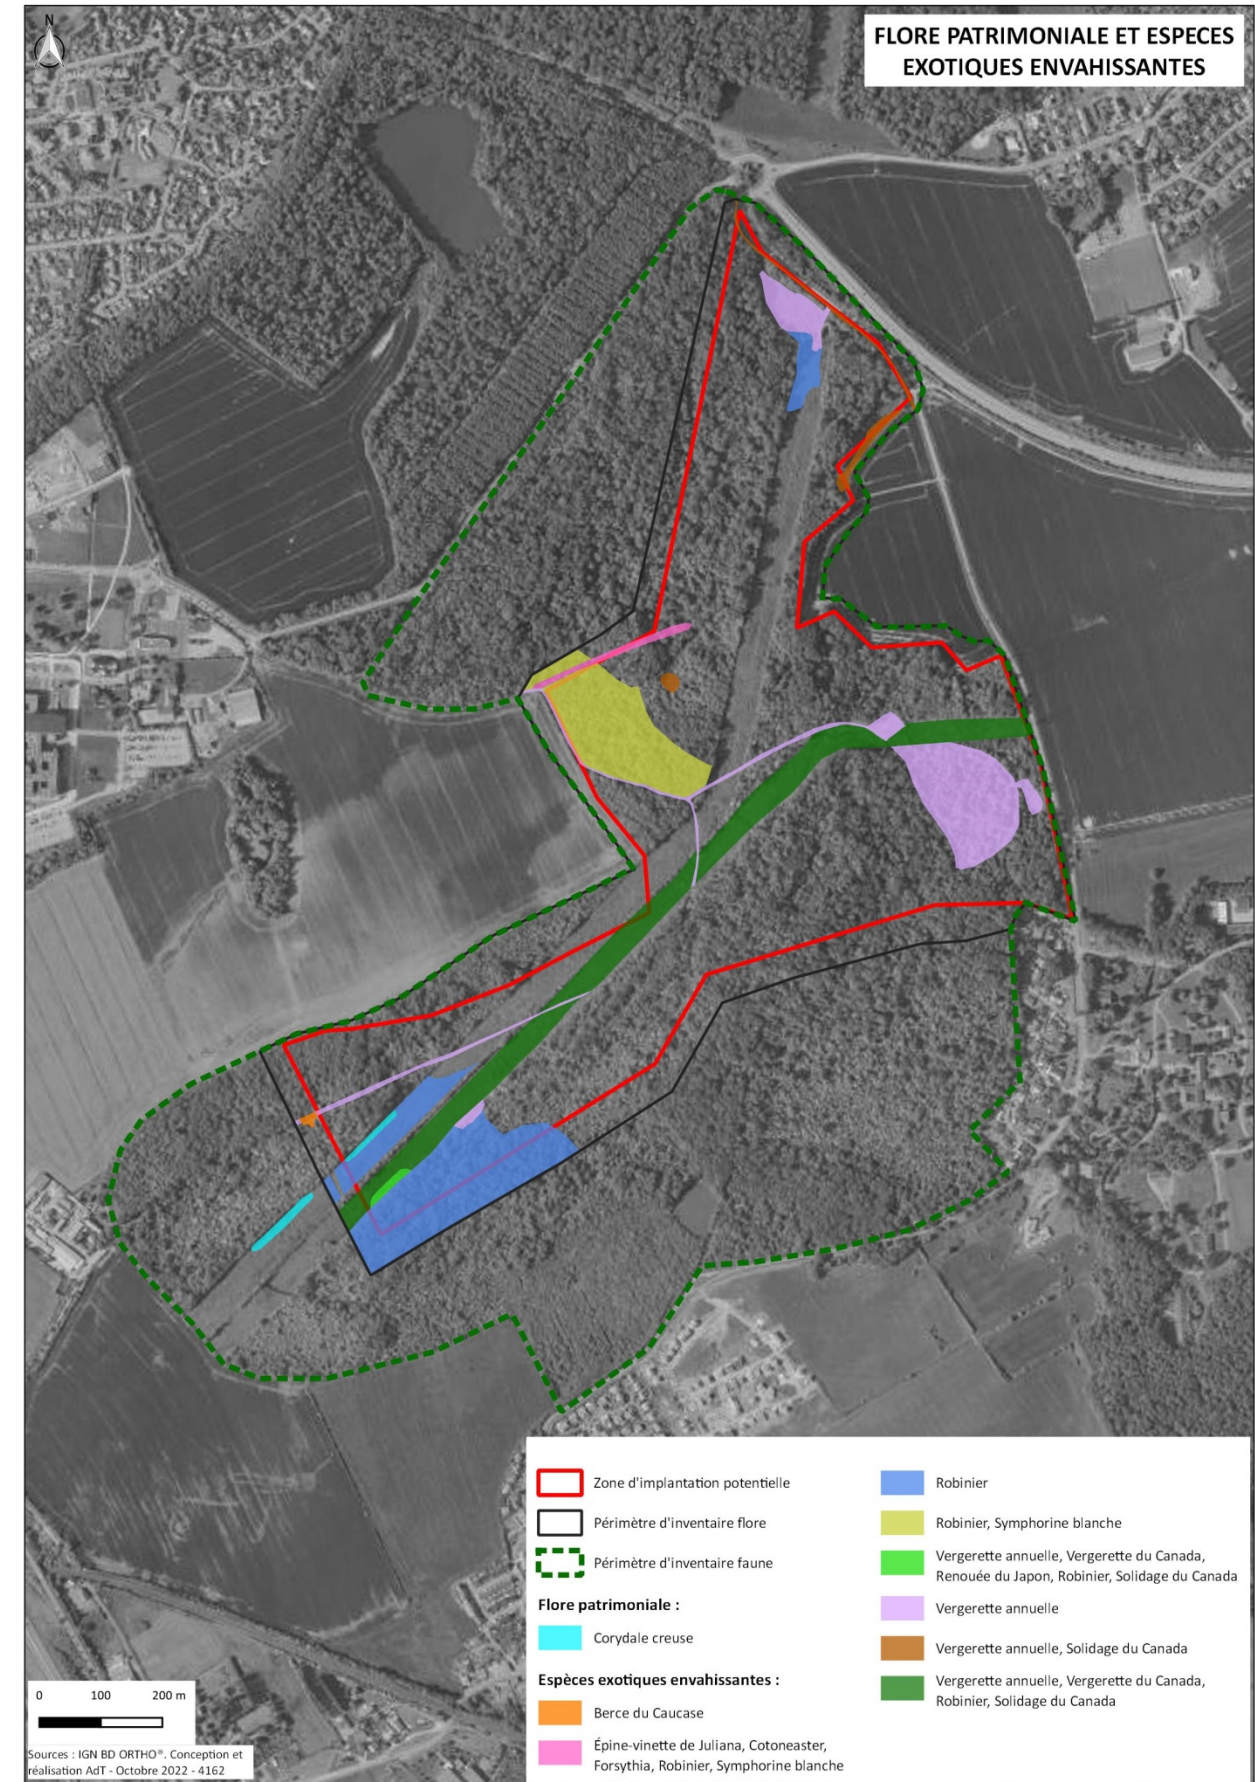 N
FLORE PATRIMONIALE ET ESPECES
EXOTIQUES ENVAHISSANTES
Zone d'implantation potentielle
Périmètre d'inventaire flore
Périmètre d'inventaire faune
Flore patrimoniale :
Corydale creuse
Espèces exotiques envahissantes :
Berce du Caucase
Épine-vinette de Juliana, Cotoneaster,
Forsythia, Robinier, Symphorine blanche
Robinier
Robinier, Symphorine blanche
Vergerette annuelle, Vergerette du Canada,
Renouée du Japon, Robinier, Solidage du Canada
Vergerette annuelle
Vergerette annuelle, Solidage du Canada
Vergerette annuelle, Vergerette du Canada,
Robinier, Solidage du Canada
0 100 200 m
Sources : IGN BD ORTHO®. Conception et
réalisation AdT - Octobre 2022 - 4162